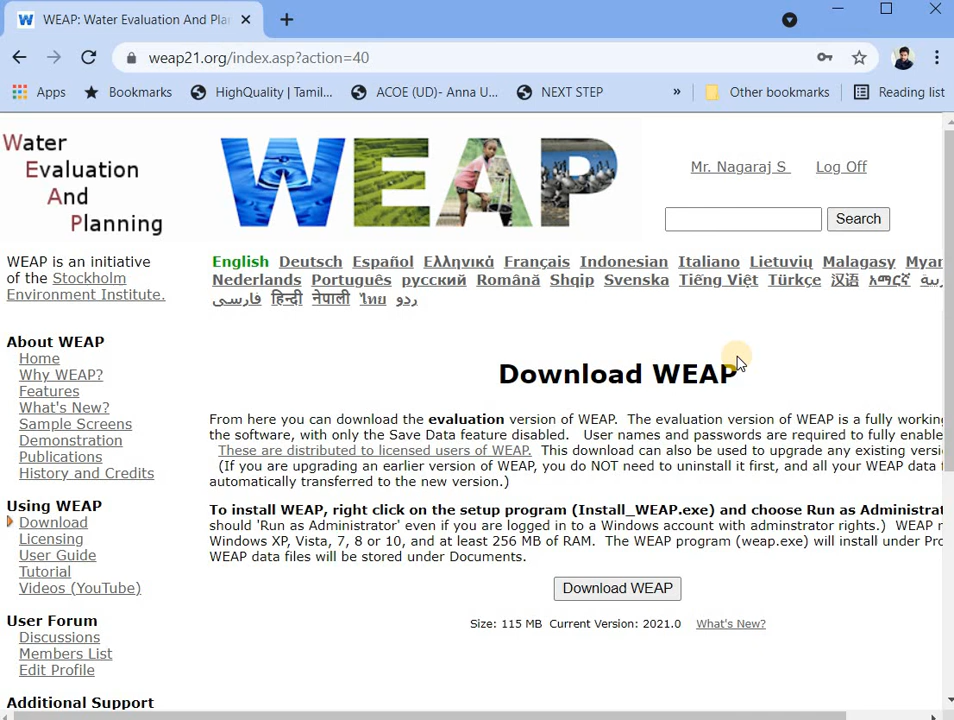 WEAP: Water Evaluation And Pla
weap21.org/index.asp?action=40
Apps Bookmarks HighQuality | Tamil... ACOE (UD)- Anna U... NEXT STEP » Other bookmarks Reading list
Water
Evaluation
And
Planning
WEAP
Mr. Nagaraj S Log Off
Search
WEAP is an initiative
of the Stockholm
Environment Institute.
English Deutsch Español Ελληνικά Français Indonesian Italiano Lietuvių Malagasy Myan
Nederlands Português русский Română Shqip Svenska Tiếng Việt Türkçe 汉语 አማርኛ
فارسی हिन्दी नेपाली ไทย اردو
About WEAP
Home
Why WEAP?
Features
What's New?
Sample Screens
Demonstration
Publications
History and Credits
Using WEAP
Download
Licensing
User Guide
Tutorial
Videos (YouTube)
User Forum
Discussions
Members List
Edit Profile
Additional Support
Download WEAP
From here you can download the evaluation version of WEAP. The evaluation version of WEAP is a fully working
the software, with only the Save Data feature disabled. User names and passwords are required to fully enable
These are distributed to licensed users of WEAP. This download can also be used to upgrade any existing versi
(If you are upgrading an earlier version of WEAP, you do NOT need to uninstall it first, and all your WEAP data
automatically transferred to the new version.)
To install WEAP, right click on the setup program (Install_WEAP.exe) and choose Run as Administrat
should 'Run as Administrator' even if you are logged in to a Windows account with adminstrator rights.) WEAP
Windows XP, Vista, 7, 8 or 10, and at least 256 MB of RAM. The WEAP program (weap.exe) will install under Pro
WEAP data files will be stored under Documents.
Download WEAP
Size: 115 MB Current Version: 2021.0 What's New?